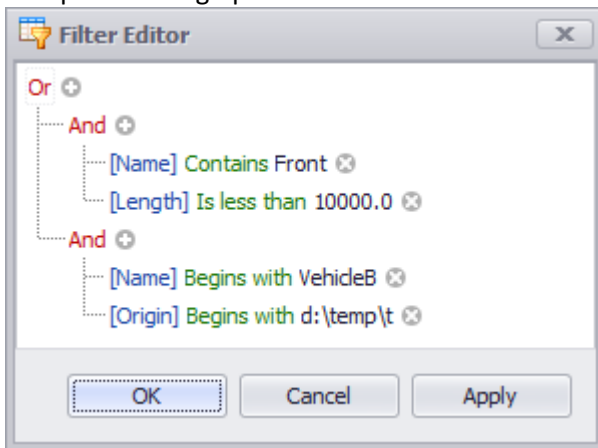 Filter Editor
Or
And
[Name] Contains Front
[Length] Is less than 10000.0
And
[Name] Begins with VehicleB
[Origin] Begins with d:\temp\t
OK Cancel Apply